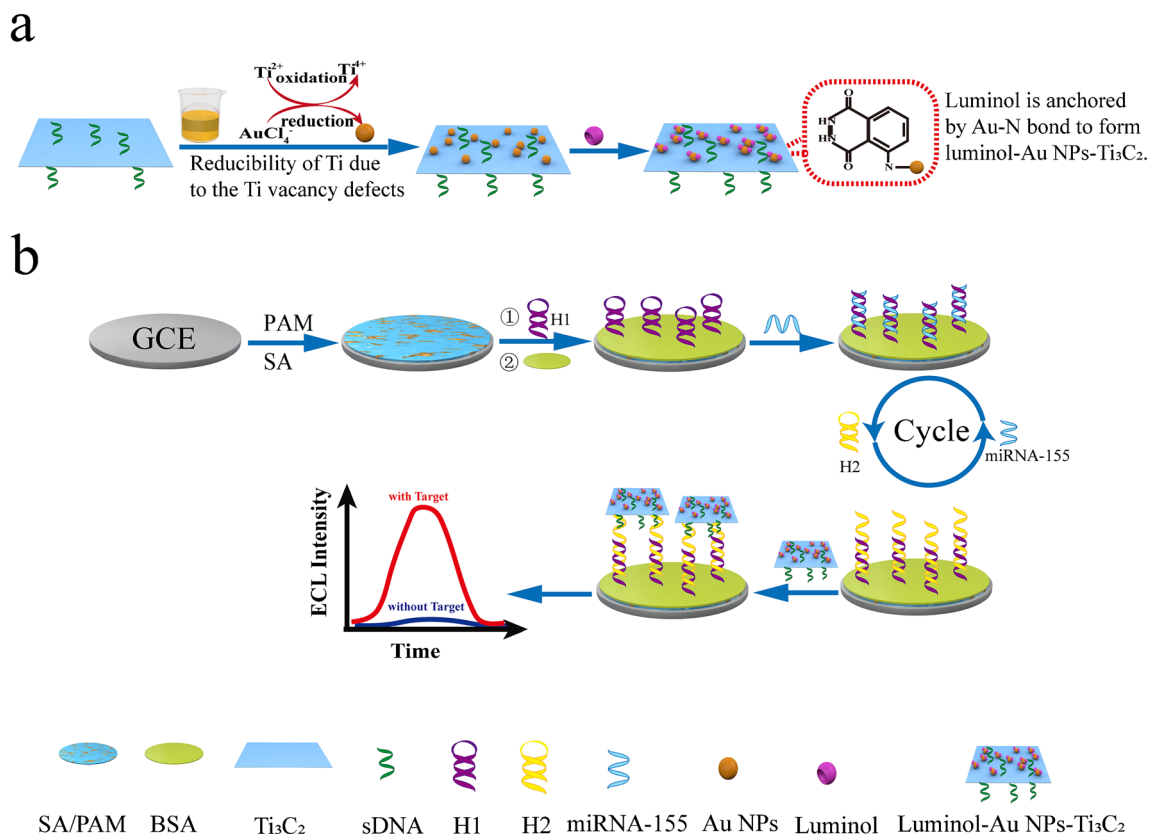 a
Ti²⁺ oxidation Ti⁴⁺
AuCl₄⁻ reduction
Reducibility of Ti due
to the Ti vacancy defects
O
HN
HN
O
N
Luminol is anchored
by Au-N bond to form
luminol-Au NPs-Ti₃C₂.
b
GCE
PAM
SA
① H1
②
Cycle
H2
miRNA-155
ECL Intensity
with Target
without Target
Time
SA/PAM BSA Ti₃C₂ sDNA H1 H2 miRNA-155 Au NPs Luminol Luminol-Au NPs-Ti₃C₂